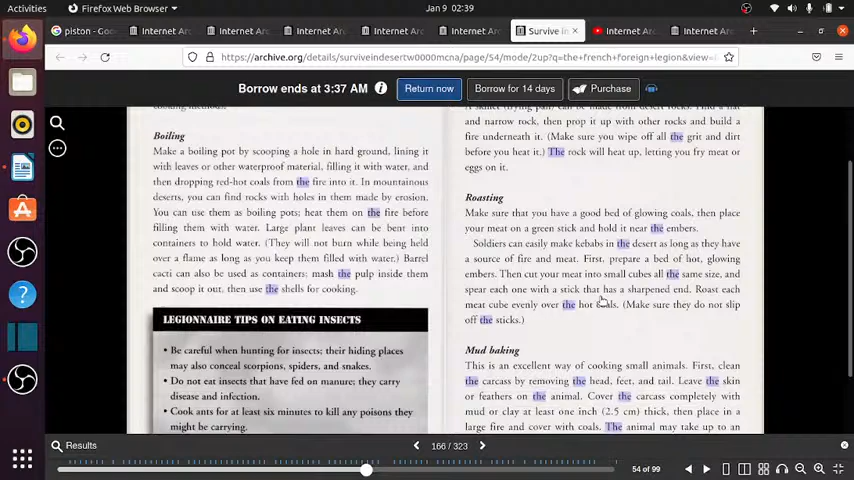 Firefox Web Browser
Jan 9 02:39
piston - Goo
Internet Ar
Internet Ar
Internet Ar
Internet Ar
Internet Ar
Survive in
Internet Ar
Internet Ar
https://archive.org/details/surviveindesertw0000mcna/page/54/mode/2up?q=the+french+foreign+legion&view=
Borrow ends at 3:37 AM
Return now
Borrow for 14 days
Purchase
Boiling
Make a boiling pot by scooping a hole in hard ground, lining it
with leaves or other waterproof material, filling it with water, and
then dropping red-hot coals from the fire into it. In mountainous
deserts, you can find rocks with holes in them made by erosion.
You can use them as boiling pots; heat them on the fire before
filling them with water. Large plant leaves can be bent into
containers to hold water. (They will not burn while being held
over a flame as long as you keep them filled with water.) Barrel
cacti can also be used as containers: mash the pulp inside them
and scoop it out, then use the shells for cooking.
LEGIONNAIRE TIPS ON EATING INSECTS
• Be careful when hunting for insects; their hiding places
may also conceal scorpions, spiders, and snakes.
• Do not eat insects that have fed on manure; they carry
disease and infection.
• Cook ants for at least six minutes to kill any poisons they
might be carrying.
A skillet (frying pan) can be made from desert rocks. Find a flat
and narrow rock, then prop it up with other rocks and build a
fire underneath it. (Make sure you wipe off all the grit and dirt
before you heat it.) The rock will heat up, letting you fry meat or
eggs on it.
Roasting
Make sure that you have a good bed of glowing coals, then place
your meat on a green stick and hold it near the embers.
Soldiers can easily make kebabs in the desert as long as they have
a source of fire and meat. First, prepare a bed of hot, glowing
embers. Then cut your meat into small cubes all the same size, and
spear each one with a stick that has a sharpened end. Roast each
meat cube evenly over the hot coals. (Make sure they do not slip
off the sticks.)
Mud baking
This is an excellent way of cooking small animals. First, clean
the carcass by removing the head, feet, and tail. Leave the skin
or feathers on the animal. Cover the carcass completely with
mud or clay at least one inch (2.5 cm) thick, then place in a
large fire and cover with coals. The animal may take up to an
Results
166 / 323
54 of 99